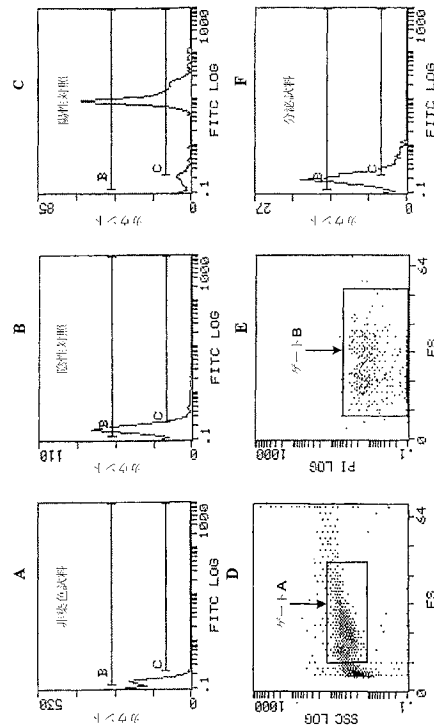 A
530
カウント
0
非染色試料
B
C
.1
1000
FITC LOG
B
110
カウント
0
陰性対照
B
C
.1
1000
FITC LOG
C
85
カウント
0
陽性対照
B
C
.1
1000
FITC LOG
D
1000
SSC LOG
.1
ゲートA
0
64
FS
E
1000
PI LOG
.1
ゲートB
0
64
FS
F
27
カウント
0
分泌試料
B
C
.1
1000
FITC LOG